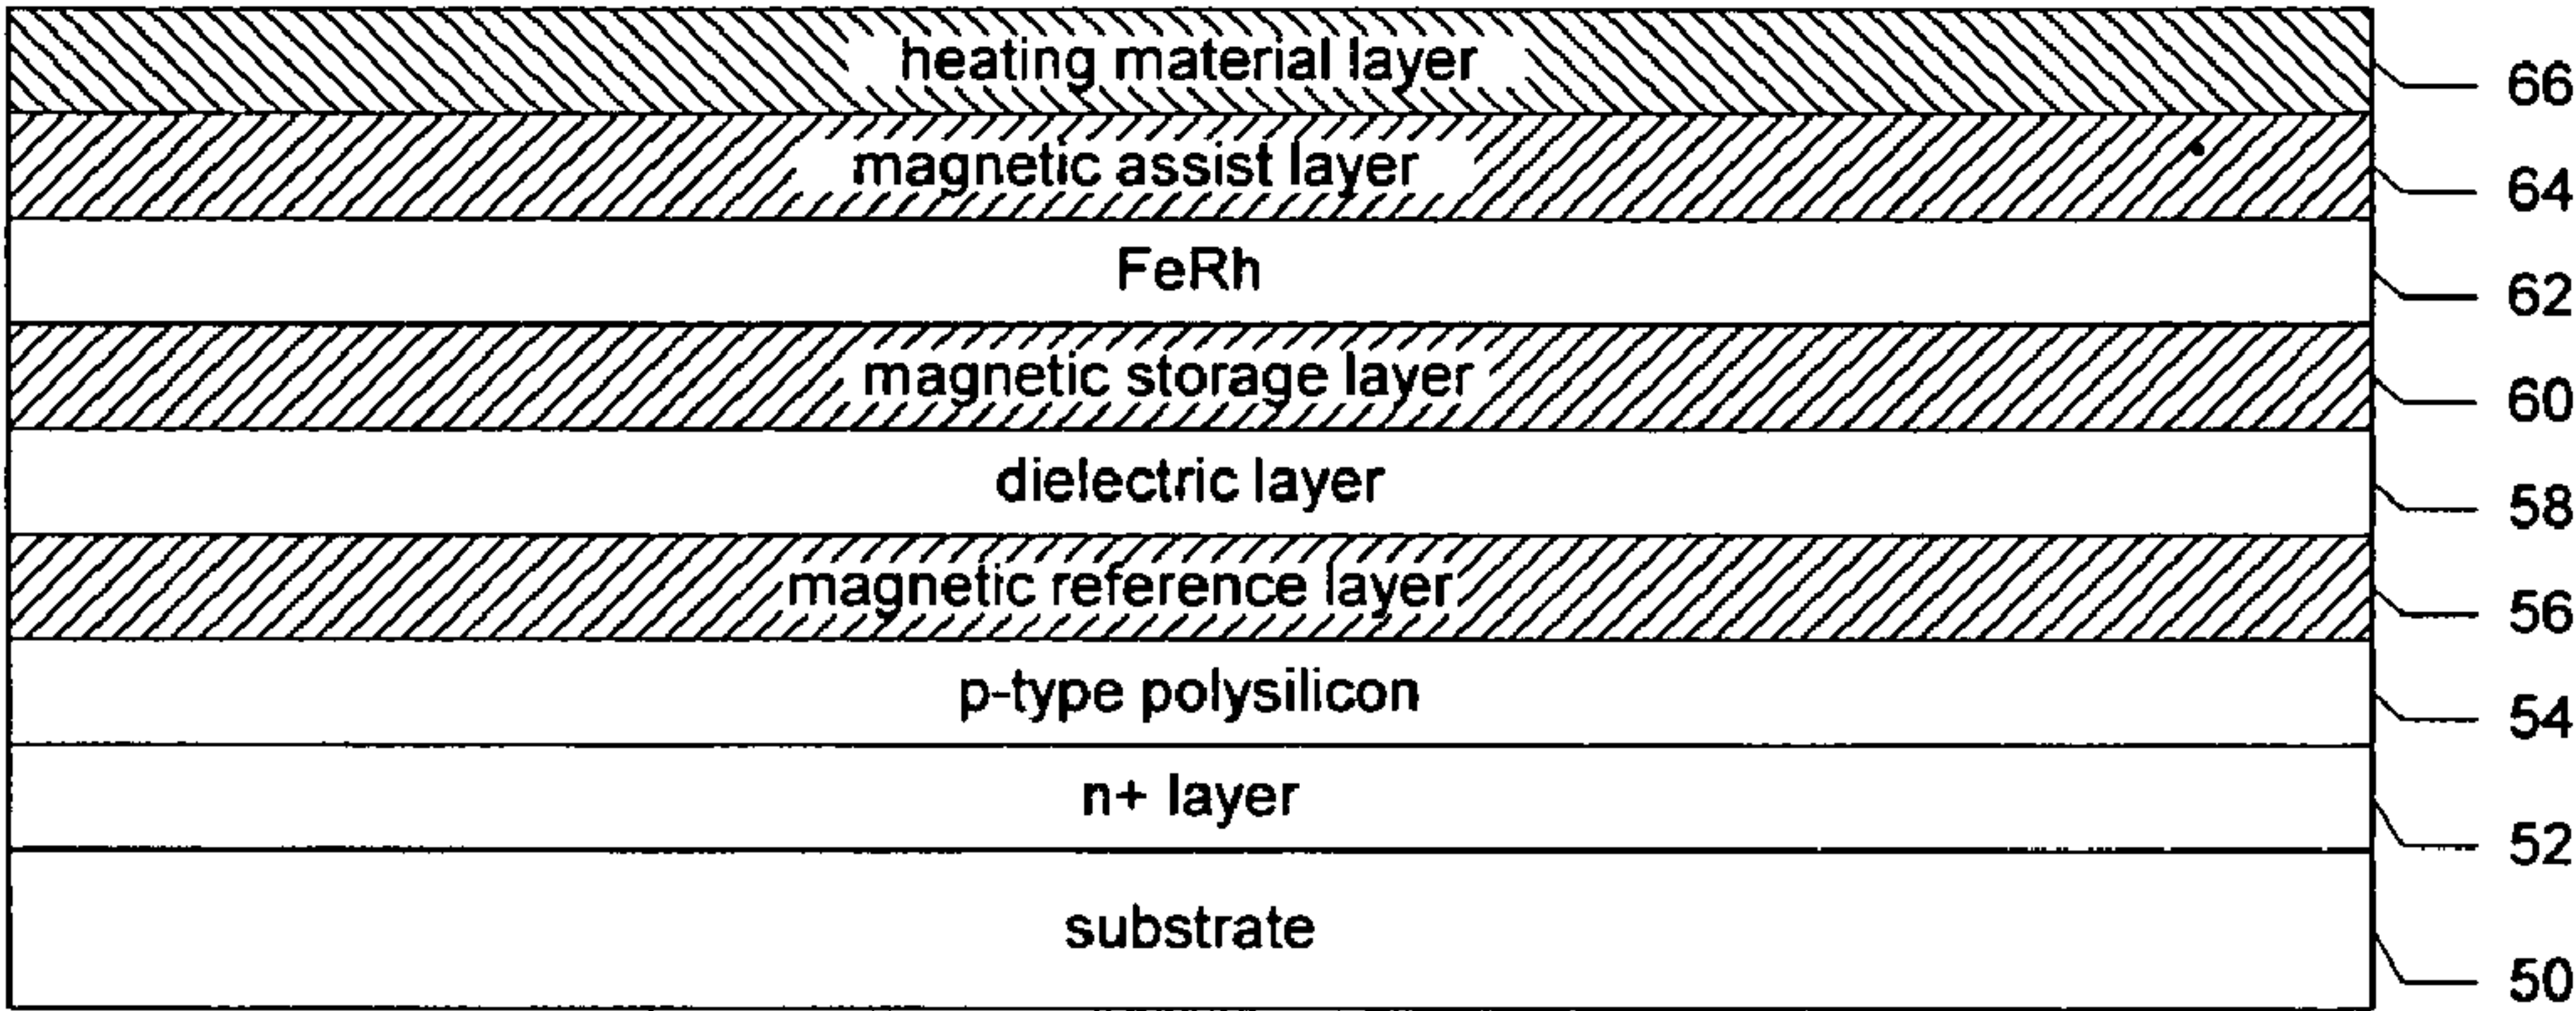 heating material layer
66
magnetic assist layer
64
FeRh
62
magnetic storage layer
60
dielectric layer
58
magnetic reference layer
56
p-type polysilicon
54
n+ layer
52
substrate
50